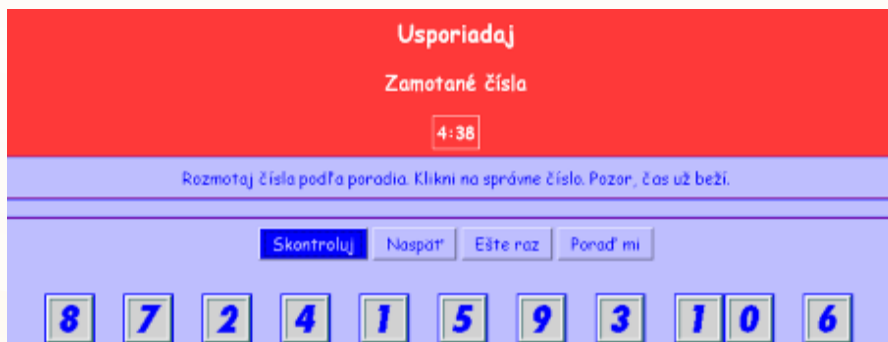 Usporiadaj
Zamotané čísla
4:38
Rozmotaj čísla podľa poradia. Klikni na správne číslo. Pozor, čas už beží.
Skontroluj Naspäť Ešte raz Poraď mi
8 7 2 4 1 5 9 3 10 6